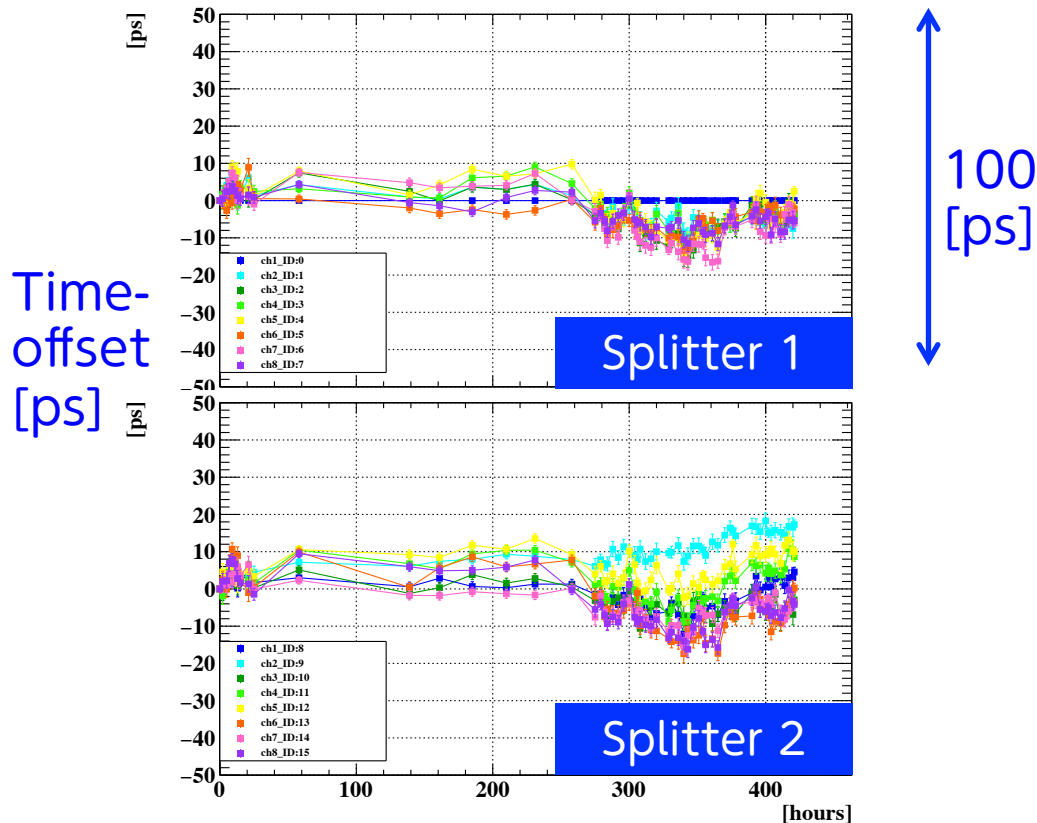 [ps]
50
40
30
20
10
0
−10
−20
−30
−40
−50
ch1_ID:0
ch2_ID:1
ch3_ID:2
ch4_ID:3
ch5_ID:4
ch6_ID:5
ch7_ID:6
ch8_ID:7
Splitter 1
100
[ps]
Time-
offset
[ps]
[ps]
50
40
30
20
10
0
−10
−20
−30
−40
−50
ch1_ID:8
ch2_ID:9
ch3_ID:10
ch4_ID:11
ch5_ID:12
ch6_ID:13
ch7_ID:14
ch8_ID:15
Splitter 2
0 100 200 300 400
[hours]